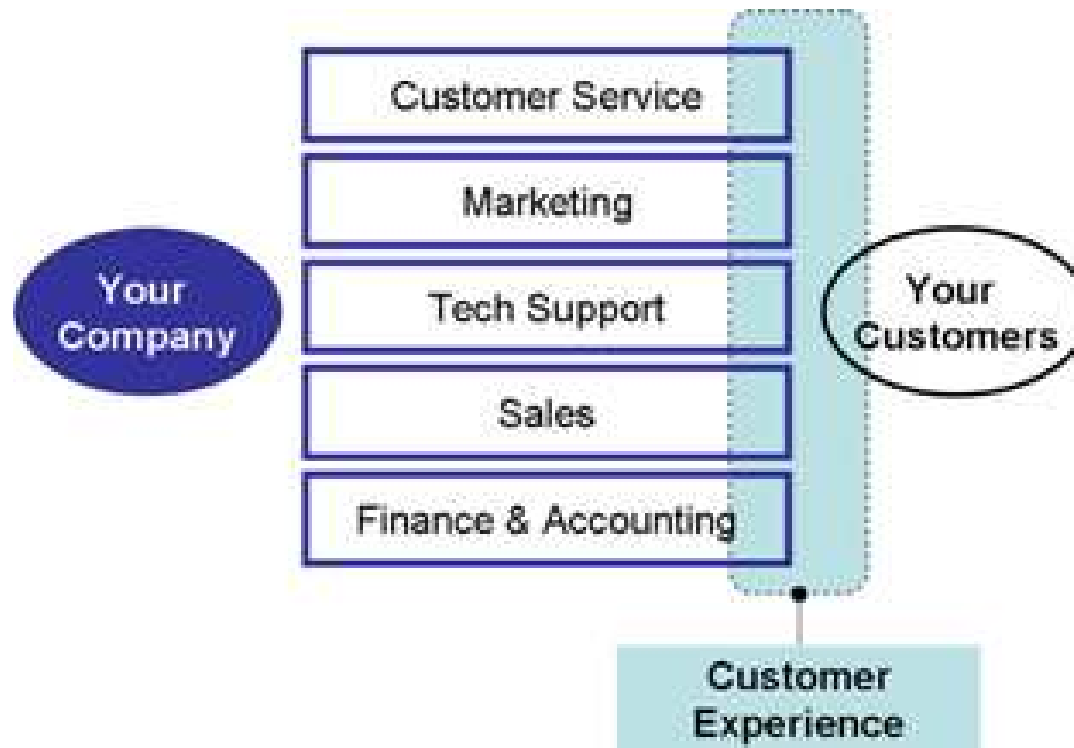 Customer Service
Marketing
Your
Company
Tech Support
Your
Customers
Sales
Finance & Accounting
Customer
Experience